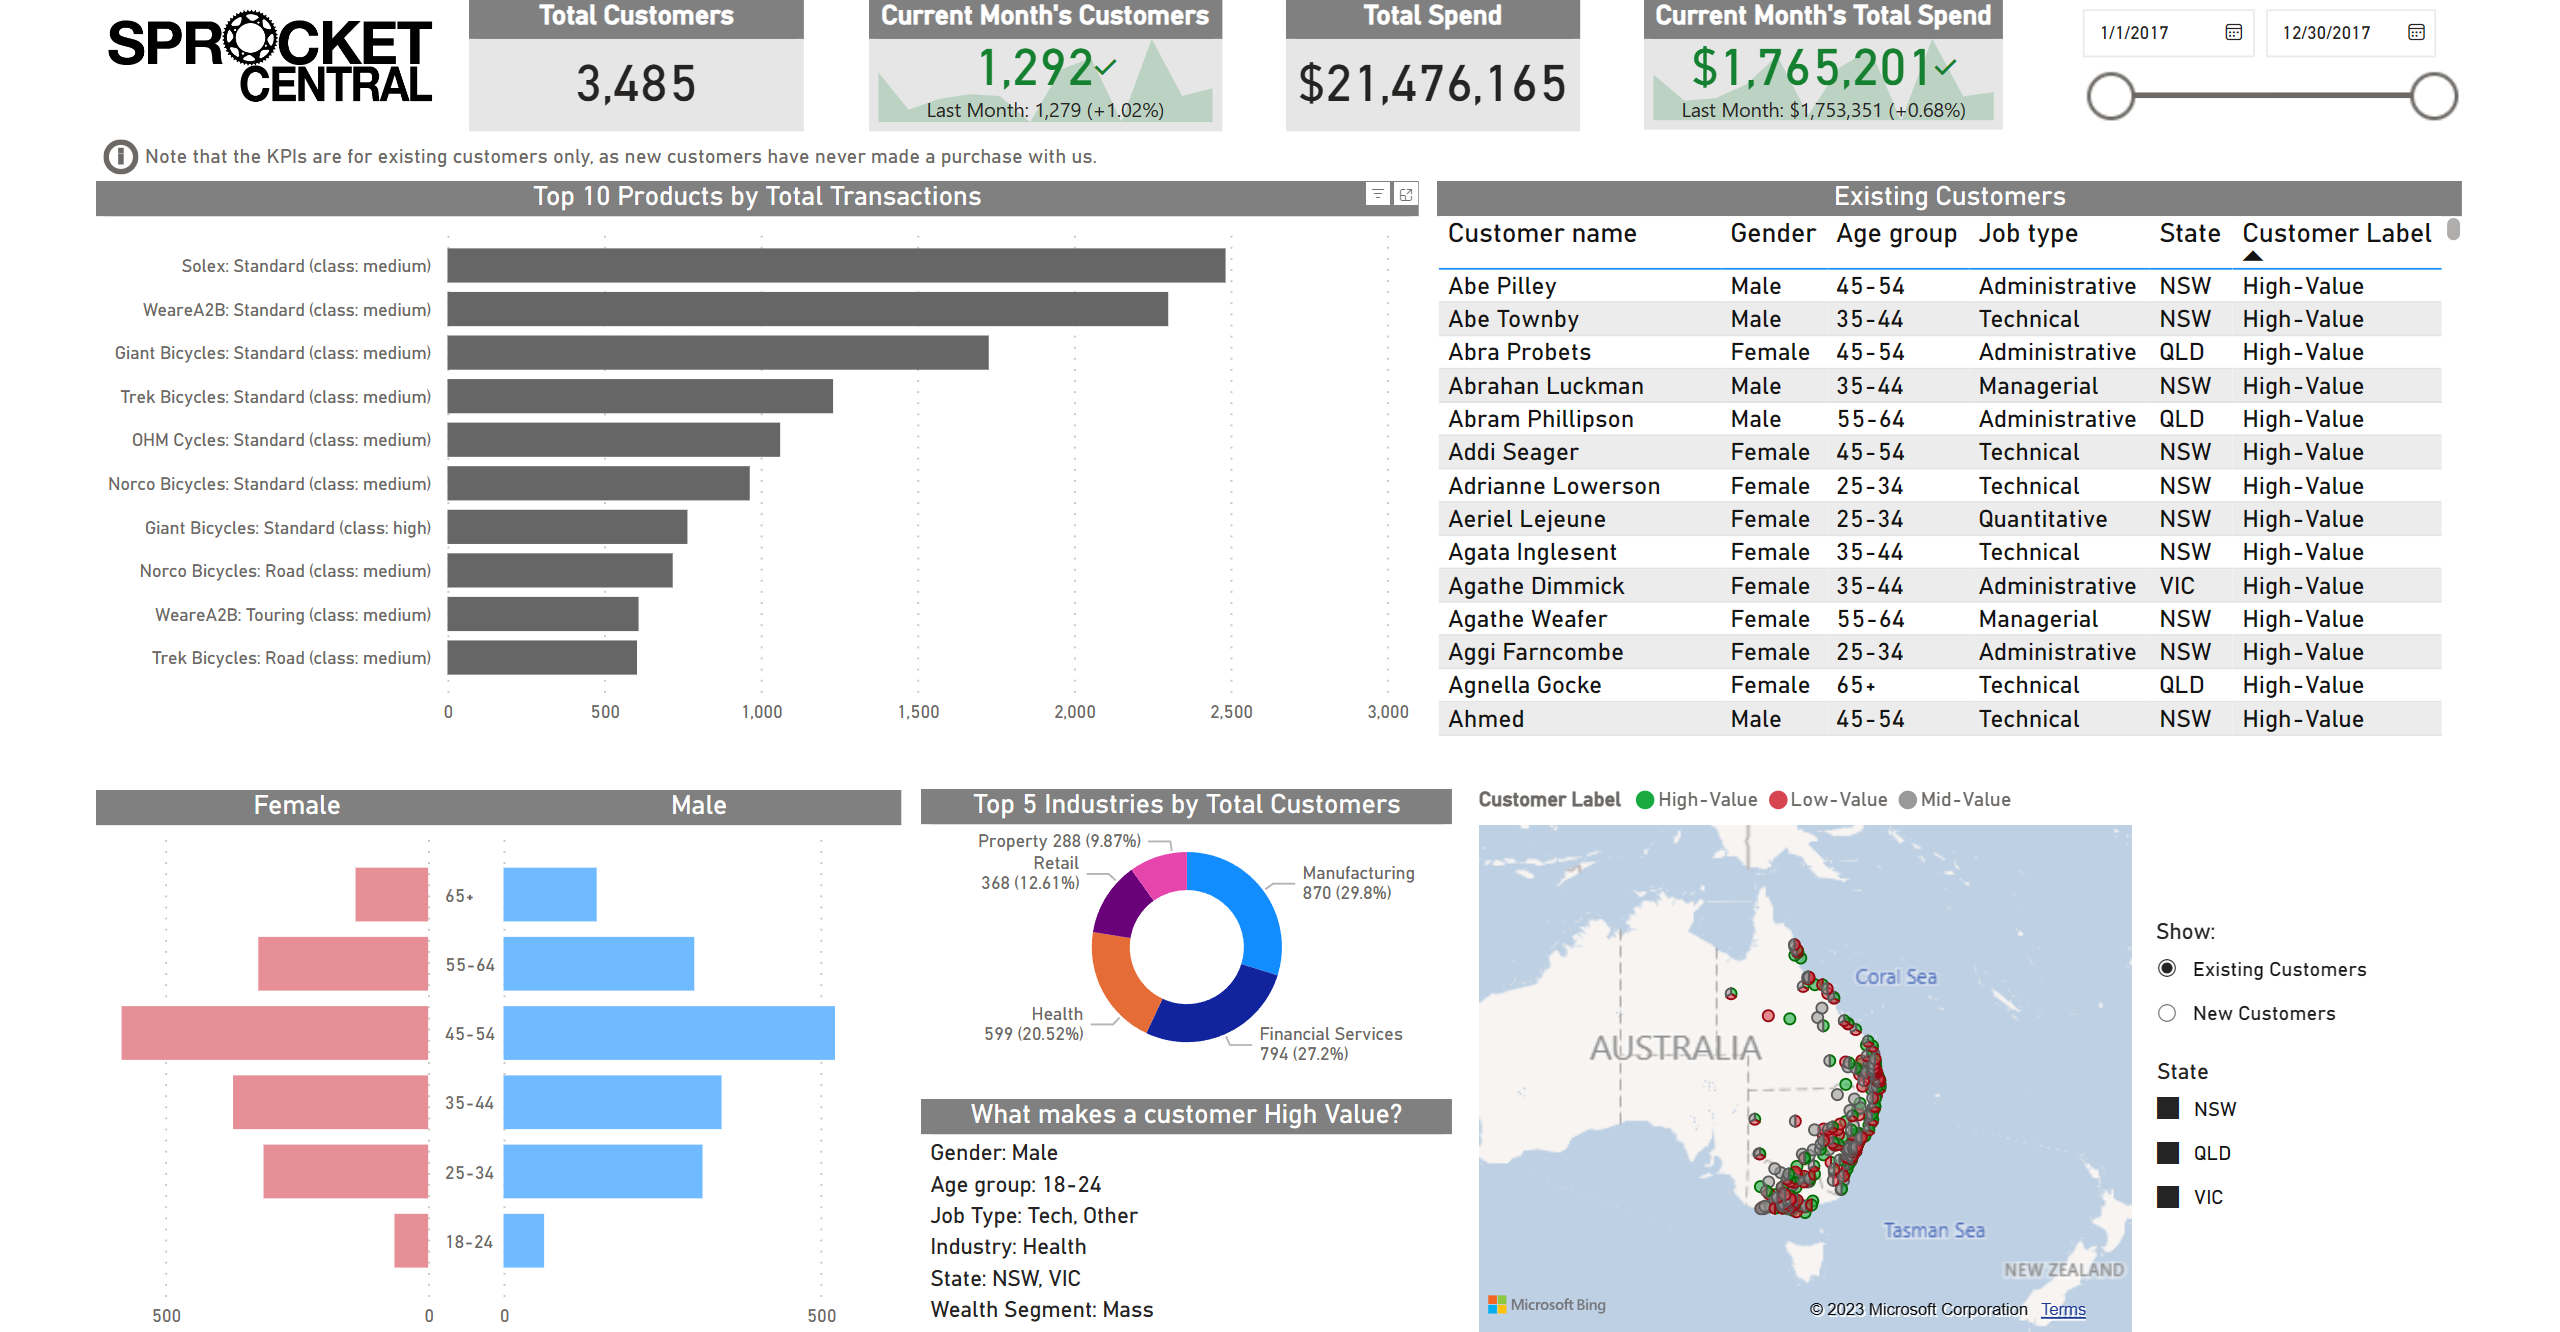 SPROCKET
CENTRAL
Total Customers
3,485
Current Month's Customers
1,292
Last Month: 1,279 (+1.02%)
Total Spend
$21,476,165
Current Month's Total Spend
$1,765,201
Last Month: $1,753,351 (+0.68%)
1/1/2017
12/30/2017
Note that the KPIs are for existing customers only, as new customers have never made a purchase with us.
Top 10 Products by Total Transactions
Solex: Standard (class: medium)
WeareA2B: Standard (class: medium)
Giant Bicycles: Standard (class: medium)
Trek Bicycles: Standard (class: medium)
OHM Cycles: Standard (class: medium)
Norco Bicycles: Standard (class: medium)
Giant Bicycles: Standard (class: high)
Norco Bicycles: Road (class: medium)
WeareA2B: Touring (class: medium)
Trek Bicycles: Road (class: medium)
0 500 1,000 1,500 2,000 2,500 3,000
Existing Customers
Customer name Gender Age group Job type State Customer Label
Abe Pilley Male 45-54 Administrative NSW High-Value
Abe Townby Male 35-44 Technical NSW High-Value
Abra Probets Female 45-54 Administrative QLD High-Value
Abrahan Luckman Male 35-44 Managerial NSW High-Value
Abram Phillipson Male 55-64 Administrative QLD High-Value
Addi Seager Female 45-54 Technical NSW High-Value
Adrianne Lowerson Female 25-34 Technical NSW High-Value
Aeriel Lejeune Female 25-34 Quantitative NSW High-Value
Agata Inglesent Female 35-44 Technical NSW High-Value
Agathe Dimmick Female 35-44 Administrative VIC High-Value
Agathe Weafer Female 55-64 Managerial NSW High-Value
Aggi Farncombe Female 25-34 Administrative NSW High-Value
Agnella Gocke Female 65+ Technical QLD High-Value
Ahmed Male 45-54 Technical NSW High-Value
Female Male
65+
55-64
45-54
35-44
25-34
18-24
500 0 0 500
Top 5 Industries by Total Customers
Property 288 (9.87%)
Retail
368 (12.61%)
Manufacturing
870 (29.8%)
Health
599 (20.52%)
Financial Services
794 (27.2%)
What makes a customer High Value?
Gender: Male
Age group: 18-24
Job Type: Tech, Other
Industry: Health
State: NSW, VIC
Wealth Segment: Mass
Customer Label High-Value Low-Value Mid-Value
Coral Sea
AUSTRALIA
Tasman Sea
NEW ZEALAND
Microsoft Bing
© 2023 Microsoft Corporation Terms
Show:
Existing Customers
New Customers
State
NSW
QLD
VIC